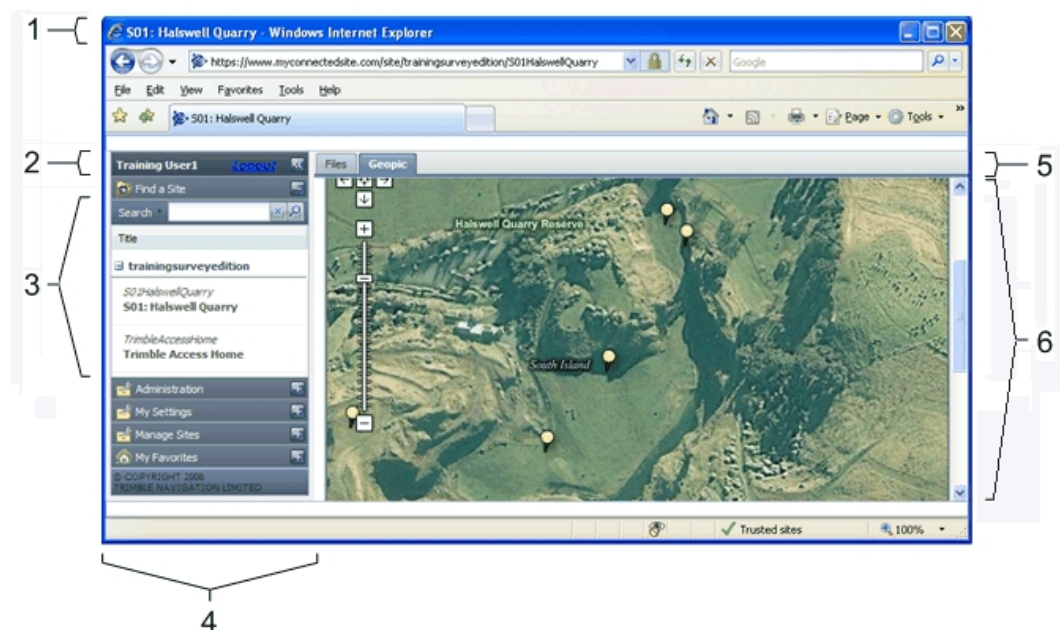 1
S01: Halswell Quarry - Windows Internet Explorer
https://www.myconnectedsite.com/site/trainingsurveyedition/S01HalswellQuarry
Google
File Edit View Favorites Tools Help
S01: Halswell Quarry
Page Tools
2
Training User1 Logout
Files Geopic
5
Find a Site
Search
Title
3
trainingsurveyedition
S01HalswellQuarry
S01: Halswell Quarry
TrimbleAccessHome
Trimble Access Home
Administration
My Settings
Manage Sites
My Favorites
© COPYRIGHT 2008
TRIMBLE NAVIGATION LIMITED
Halswell Quarry Reserve
South Island
6
Trusted sites
100%
4